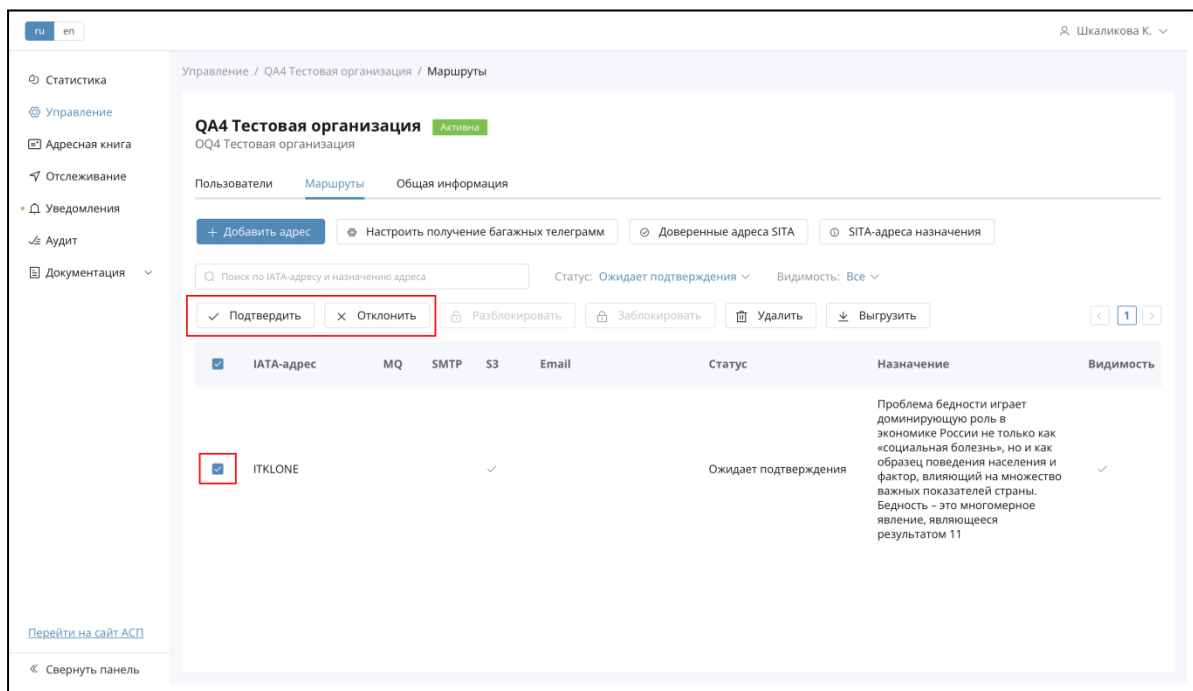 ru en
Шкаликова К.
Статистика
Управление
Адресная книга
Отслеживание
Уведомления
Аудит
Документация
Перейти на сайт АСП
Свернуть панель
Управление / QA4 Тестовая организация / Маршруты
QA4 Тестовая организация Активна
OQ4 Тестовая организация
Пользователи Маршруты Общая информация
+ Добавить адрес Настроить получение багажных телеграмм Доверенные адреса SITA SITA-адреса назначения
Поиск по IATA-адресу и назначению адреса Статус: Ожидает подтверждения Видимость: Все
Подтвердить Отклонить Разблокировать Заблокировать Удалить Выгрузить < 1 >
IATA-адрес MQ SMTP S3 Email Статус Назначение Видимость
ITKLONE Ожидает подтверждения
Проблема бедности играет
доминирующую роль в
экономике России не только как
«социальная болезнь», но и как
образец поведения населения и
фактор, влияющий на множество
важных показателей страны.
Бедность – это многомерное
явление, являющееся
результатом 11